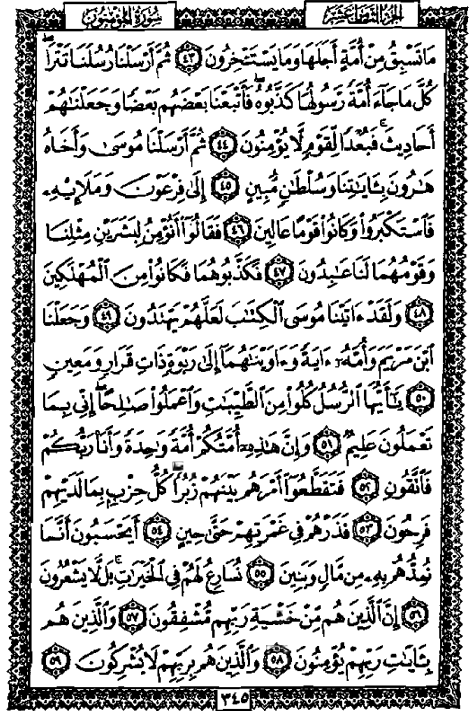 الجزء الثامن عشر
سورة المؤمنون
مَا تَسْبِقُ مِنْ أُمَّةٍ أَجَلَهَا وَمَا يَسْتَـْٔخِرُونَ ٤٣ ثُمَّ أَرْسَلْنَا رُسُلَنَا تَتْرَا
كُلَّ مَا جَآءَ أُمَّةً رَّسُولُهَا كَذَّبُوهُ فَأَتْبَعْنَا بَعْضَهُم بَعْضًا وَجَعَلْنَٰهُمْ
أَحَادِيثَ فَبُعْدًا لِّقَوْمٍ لَّا يُؤْمِنُونَ ٤٤ ثُمَّ أَرْسَلْنَا مُوسَىٰ وَأَخَاهُ
هَٰرُونَ بِـَٔايَٰتِنَا وَسُلْطَٰنٍ مُّبِينٍ ٤٥ إِلَىٰ فِرْعَوْنَ وَمَلَإِيْهِۦ
فَٱسْتَكْبَرُوا۟ وَكَانُوا۟ قَوْمًا عَالِينَ ٤٦ فَقَالُوٓا۟ أَنُؤْمِنُ لِبَشَرَيْنِ مِثْلِنَا
وَقَوْمُهُمَا لَنَا عَٰبِدُونَ ٤٧ فَكَذَّبُوهُمَا فَكَانُوا۟ مِنَ ٱلْمُهْلَكِينَ
٤٨ وَلَقَدْ ءَاتَيْنَا مُوسَى ٱلْكِتَٰبَ لَعَلَّهُمْ يَهْتَدُونَ ٤٩ وَجَعَلْنَا
ٱبْنَ مَرْيَمَ وَأُمَّهُۥٓ ءَايَةً وَءَاوَيْنَٰهُمَآ إِلَىٰ رَبْوَةٍ ذَاتِ قَرَارٍ وَمَعِينٍ
٥٠ يَٰٓأَيُّهَا ٱلرُّسُلُ كُلُوا۟ مِنَ ٱلطَّيِّبَٰتِ وَٱعْمَلُوا۟ صَٰلِحًا إِنِّى بِمَا
تَعْمَلُونَ عَلِيمٌ ٥١ وَإِنَّ هَٰذِهِۦٓ أُمَّتُكُمْ أُمَّةً وَٰحِدَةً وَأَنَا۠ رَبُّكُمْ
فَٱتَّقُونِ ٥٢ فَتَقَطَّعُوٓا۟ أَمْرَهُم بَيْنَهُمْ زُبُرًا كُلُّ حِزْبٍۭ بِمَا لَدَيْهِمْ
فَرِحُونَ ٥٣ فَذَرْهُمْ فِى غَمْرَتِهِمْ حَتَّىٰ حِينٍ ٥٤ أَيَحْسَبُونَ أَنَّمَا
نُمِدُّهُم بِهِۦ مِن مَّالٍ وَبَنِينَ ٥٥ نُسَارِعُ لَهُمْ فِى ٱلْخَيْرَٰتِ بَل لَّا يَشْعُرُونَ
٥٦ إِنَّ ٱلَّذِينَ هُم مِّنْ خَشْيَةِ رَبِّهِم مُّشْفِقُونَ ٥٧ وَٱلَّذِينَ هُم
بِـَٔايَٰتِ رَبِّهِمْ يُؤْمِنُونَ ٥٨ وَٱلَّذِينَ هُم بِرَبِّهِمْ لَا يُشْرِكُونَ ٥٩
٣٤٥